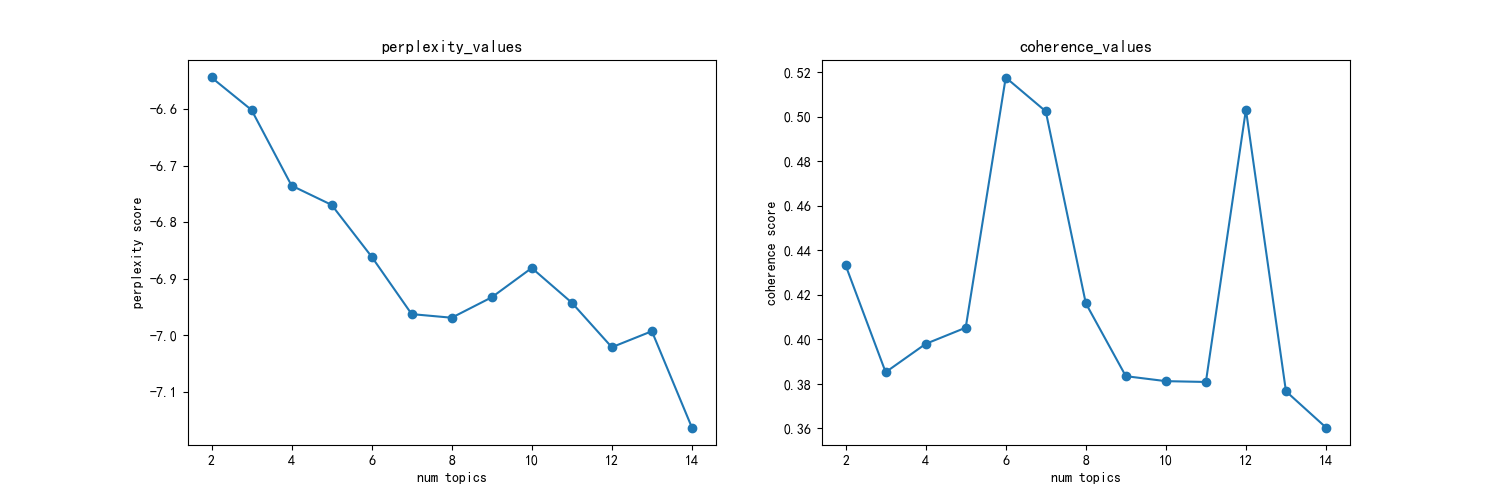 perplexity_values
perplexity score
-6.6
-6.7
-6.8
-6.9
-7.0
-7.1
2 4 6 8 10 12 14
num topics
coherence_values
coherence score
0.52
0.50
0.48
0.46
0.44
0.42
0.40
0.38
0.36
2 4 6 8 10 12 14
num topics